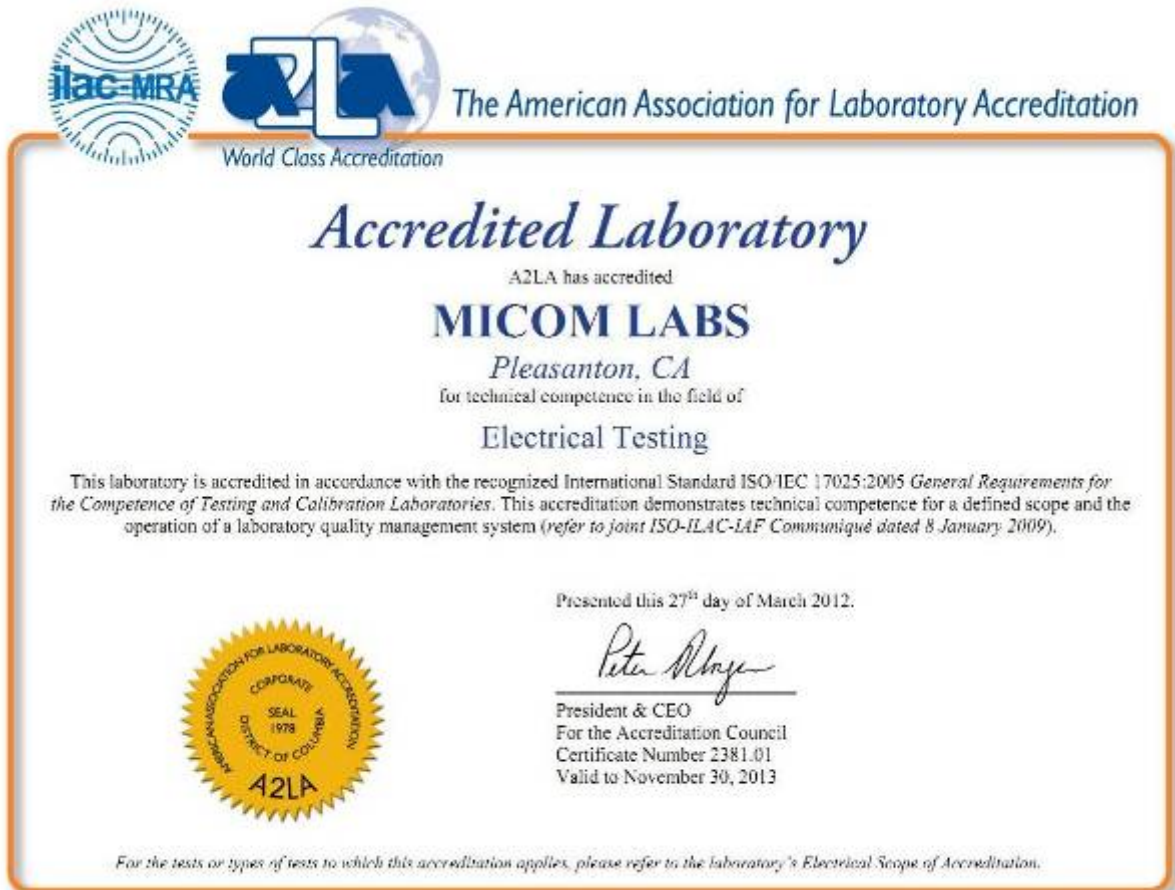 ilac-MRA
A2LA
The American Association for Laboratory Accreditation
World Class Accreditation
Accredited Laboratory
A2LA has accredited
MICOM LABS
Pleasanton, CA
for technical competence in the field of
Electrical Testing
This laboratory is accredited in accordance with the recognized International Standard ISO/IEC 17025:2005 General Requirements for
the Competence of Testing and Calibration Laboratories. This accreditation demonstrates technical competence for a defined scope and the
operation of a laboratory quality management system (refer to joint ISO-ILAC-IAF Communiqué dated 8 January 2009).
Presented this 27th day of March 2012.
Peter
President & CEO
For the Accreditation Council
Certificate Number 2381.01
Valid to November 30, 2013
AMERICAN ASSOCIATION FOR LABORATORY ACCREDITATION
CORPORATE
SEAL
1978
DISTRICT OF COLUMBIA
A2LA
For the tests or types of tests to which this accreditation applies, please refer to the laboratory's Electrical Scope of Accreditation.